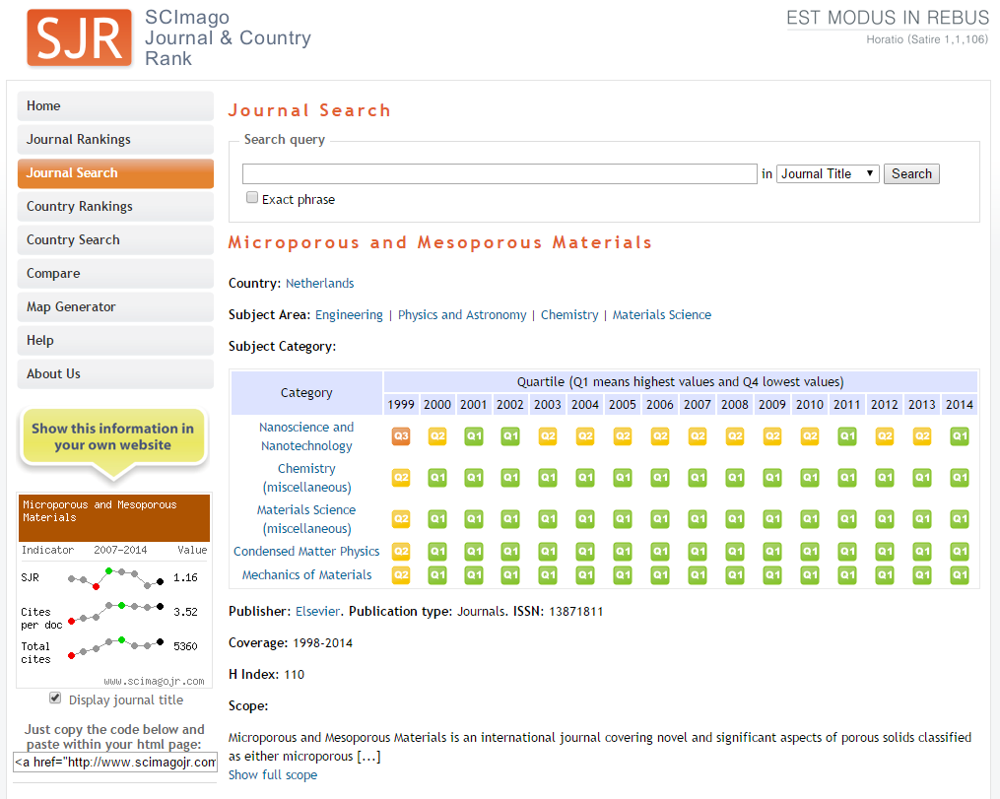 SJR
SCImago
Journal & Country
Rank
EST MODUS IN REBUS
Horatio (Satire 1,1,106)
Home
Journal Rankings
Journal Search
Country Rankings
Country Search
Compare
Map Generator
Help
About Us
Show this information in
your own website
Microporous and Mesoporous
Materials
Indicator 2007-2014 Value
SJR 1.16
Cites
per doc 3.52
Total
cites 5360
www.scimagojr.com
Display journal title
Just copy the code below and
paste within your html page:
<a href="http://www.scimagojr.com
Journal Search
Search query
in Journal Title Search
Exact phrase
Microporous and Mesoporous Materials
Country: Netherlands
Subject Area: Engineering | Physics and Astronomy | Chemistry | Materials Science
Subject Category:
Category
Quartile (Q1 means highest values and Q4 lowest values)
1999 2000 2001 2002 2003 2004 2005 2006 2007 2008 2009 2010 2011 2012 2013 2014
Nanoscience and
Nanotechnology
Q3 Q2 Q1 Q1 Q2 Q2 Q2 Q2 Q2 Q2 Q2 Q2 Q1 Q2 Q2 Q1
Chemistry
(miscellaneous)
Q2 Q1 Q1 Q1 Q1 Q1 Q1 Q1 Q1 Q1 Q1 Q1 Q1 Q1 Q1 Q1
Materials Science
(miscellaneous)
Q2 Q1 Q1 Q1 Q1 Q1 Q1 Q1 Q1 Q1 Q1 Q1 Q1 Q1 Q1 Q1
Condensed Matter Physics Q2 Q1 Q1 Q1 Q1 Q1 Q1 Q1 Q1 Q1 Q1 Q1 Q1 Q1 Q1 Q1
Mechanics of Materials Q2 Q1 Q1 Q1 Q1 Q1 Q1 Q1 Q1 Q1 Q1 Q1 Q1 Q1 Q1 Q1
Publisher: Elsevier. Publication type: Journals. ISSN: 13871811
Coverage: 1998-2014
H Index: 110
Scope:
Microporous and Mesoporous Materials is an international journal covering novel and significant aspects of porous solids classified
as either microporous [...]
Show full scope